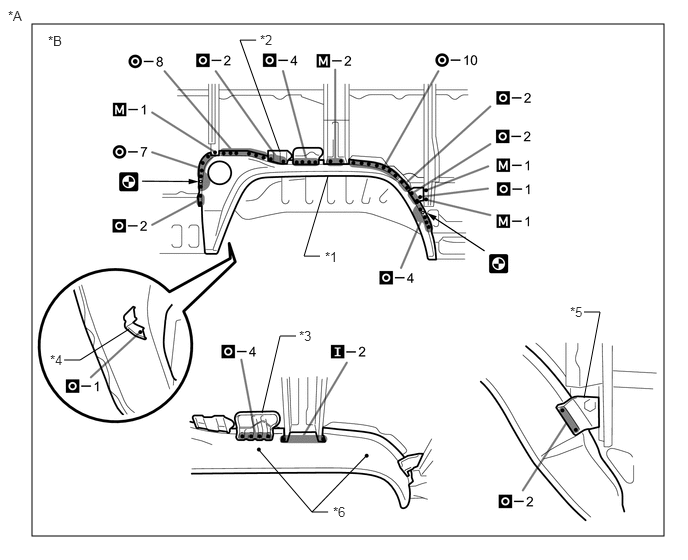 *A
*B
*2
O–8
O–2
O–4
M–2
O–10
M–1
O–7
O–2
O–2
O–2
M–1
O–1
M–1
*1
O–4
*4
O–1
*3
O–4
I–2
*6
*5
O–2